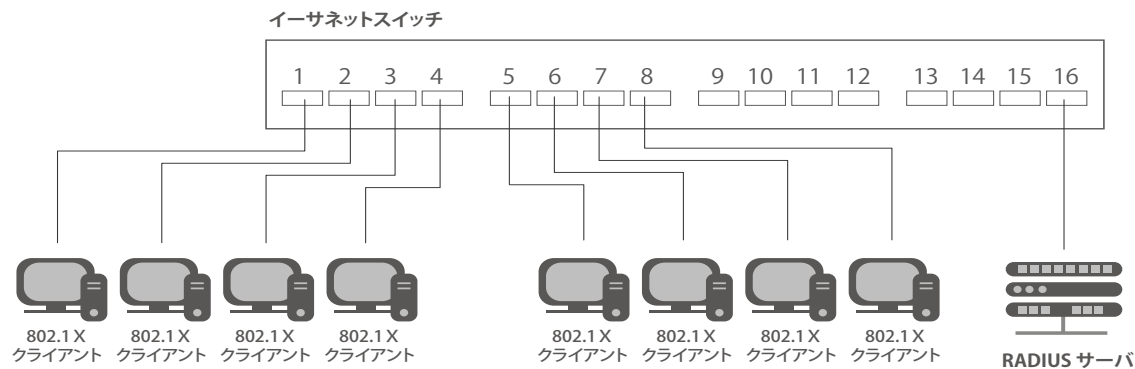 イーサネットスイッチ
1 2 3 4 5 6 7 8 9 10 11 12 13 14 15 16
802.1X 802.1X 802.1X 802.1X 802.1X 802.1X 802.1X 802.1X
クライアント クライアント クライアント クライアント クライアント クライアント クライアント クライアント
RADIUS サーバ